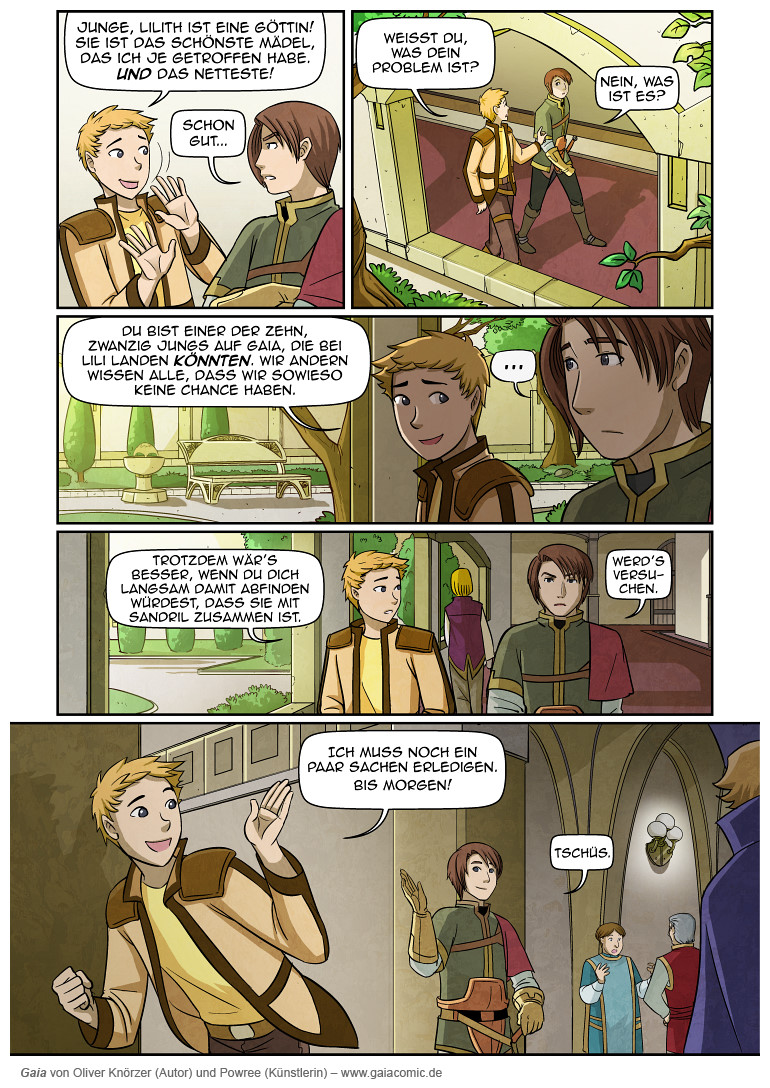 JUNGE, LILITH IST EINE GÖTTIN!
SIE IST DAS SCHÖNSTE MÄDEL,
DAS ICH JE GETROFFEN HABE.
UND DAS NETTESTE!
SCHON
GUT...
WEISST DU,
WAS DEIN
PROBLEM IST?
NEIN, WAS
IST ES?
DU BIST EINER DER ZEHN,
ZWANZIG JUNGS AUF GAIA, DIE BEI
LILI LANDEN KÖNNTEN. WIR ANDERN
WISSEN ALLE, DASS WIR SOWIESO
KEINE CHANCE HABEN.
...
TROTZDEM WÄR'S
BESSER, WENN DU DICH
LANGSAM DAMIT ABFINDEN
WÜRDEST, DASS SIE MIT
SANDRIL ZUSAMMEN IST.
WERD'S
VERSU-
CHEN.
ICH MUSS NOCH EIN
PAAR SACHEN ERLEDIGEN.
BIS MORGEN!
TSCHÜS.
Gaia von Oliver Knörzer (Autor) und Powree (Künstlerin) – www.gaiacomic.de